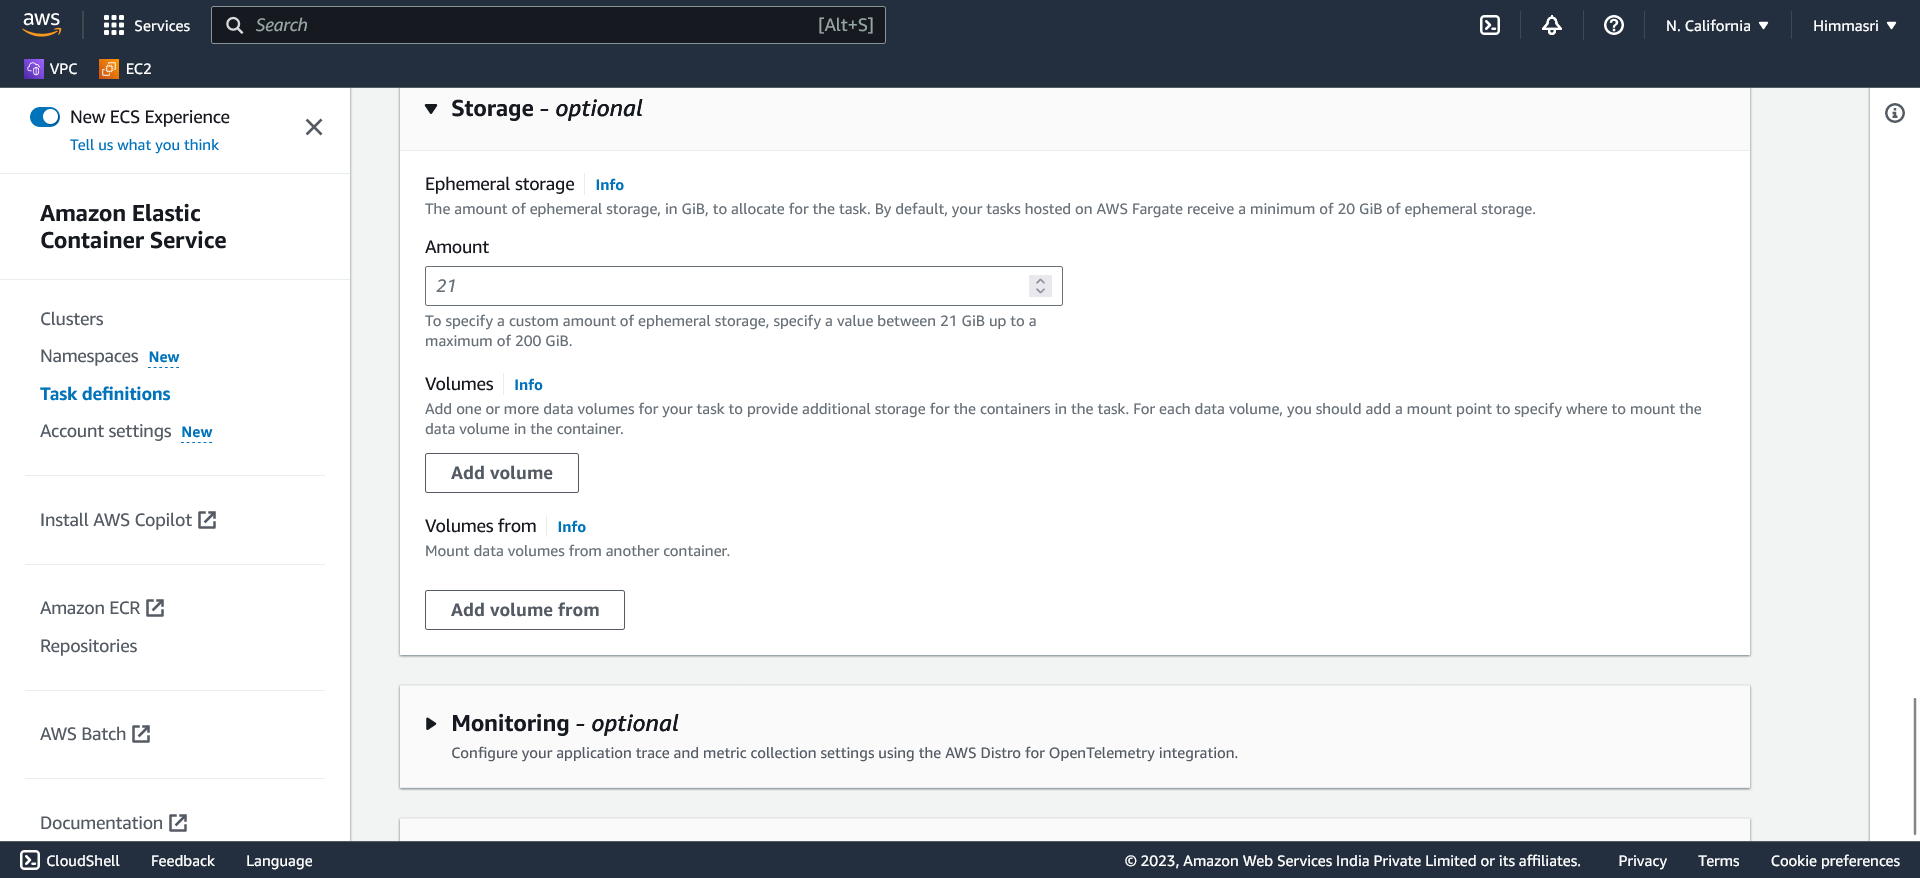 aws
Services
Search
[Alt+S]
N. California
Himmasri
VPC
EC2
New ECS Experience
Tell us what you think
Amazon Elastic
Container Service
Clusters
Namespaces New
Task definitions
Account settings New
Install AWS Copilot
Amazon ECR
Repositories
AWS Batch
Documentation
Storage - optional
Ephemeral storage Info
The amount of ephemeral storage, in GiB, to allocate for the task. By default, your tasks hosted on AWS Fargate receive a minimum of 20 GiB of ephemeral storage.
Amount
21
To specify a custom amount of ephemeral storage, specify a value between 21 GiB up to a
maximum of 200 GiB.
Volumes Info
Add one or more data volumes for your task to provide additional storage for the containers in the task. For each data volume, you should add a mount point to specify where to mount the
data volume in the container.
Add volume
Volumes from Info
Mount data volumes from another container.
Add volume from
Monitoring - optional
Configure your application trace and metric collection settings using the AWS Distro for OpenTelemetry integration.
CloudShell
Feedback
Language
© 2023, Amazon Web Services India Private Limited or its affiliates.
Privacy
Terms
Cookie preferences